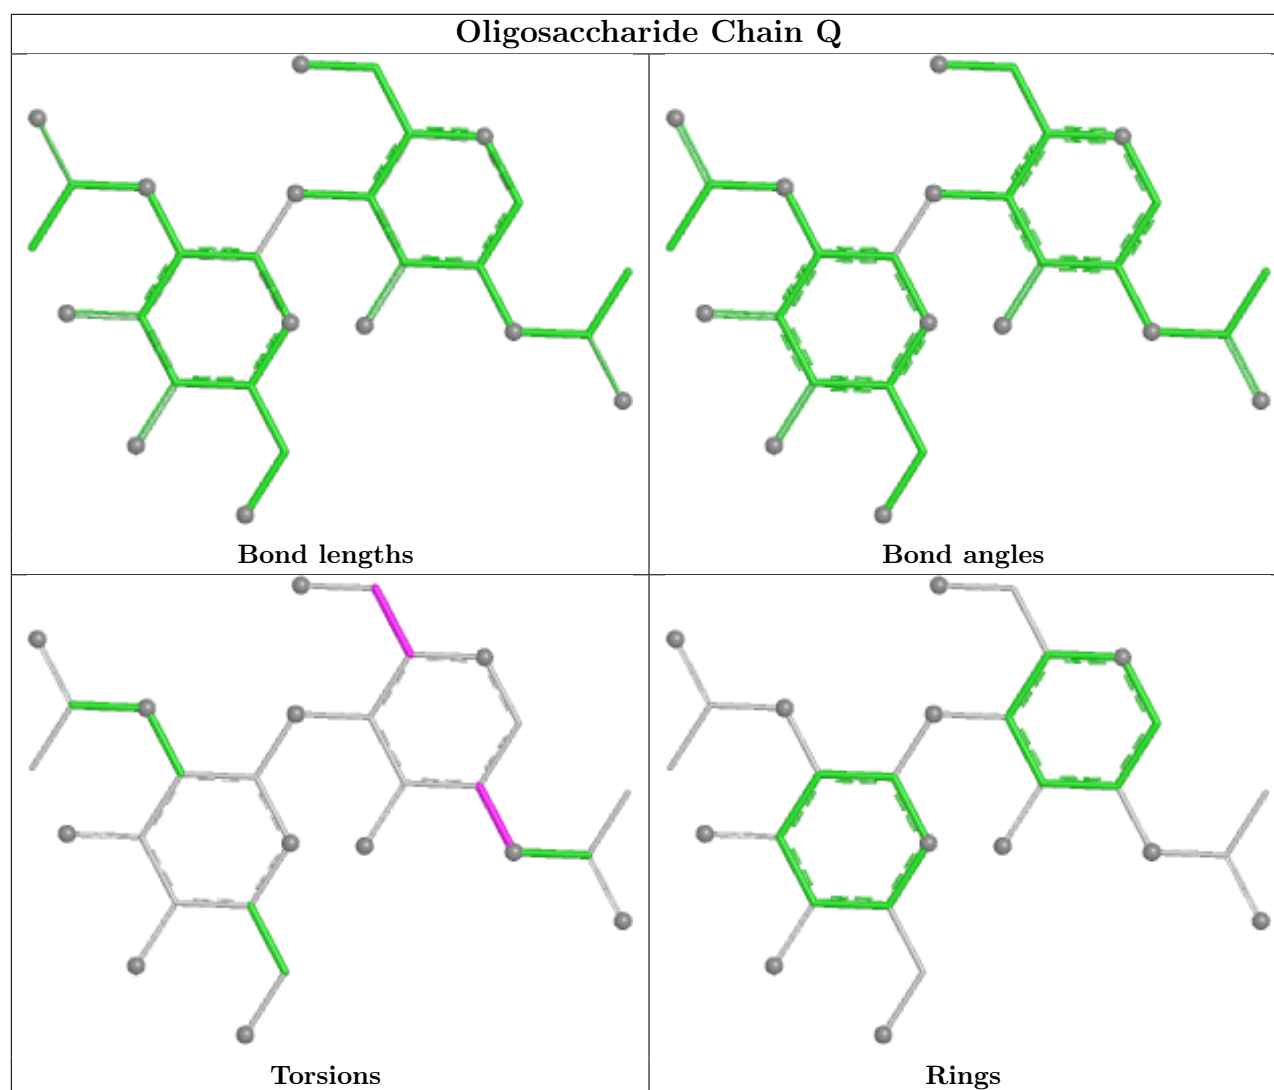 Oligosaccharide Chain Q
Bond lengths
Bond angles
Torsions
Rings